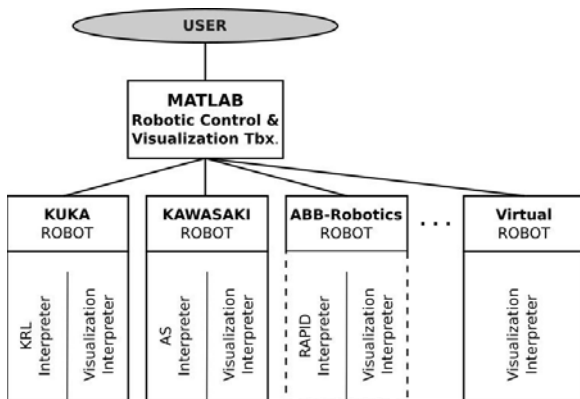 USER
MATLAB
Robotic Control &
Visualization Tbx.
KUKA
ROBOT
KAWASAKI
ROBOT
ABB-Robotics
ROBOT
. . .
Virtual
ROBOT
KRL
Interpreter
Visualization
Interpreter
AS
Interpreter
Visualization
Interpreter
RAPID
Interpreter
Visualization
Interpreter
Visualization
Interpreter